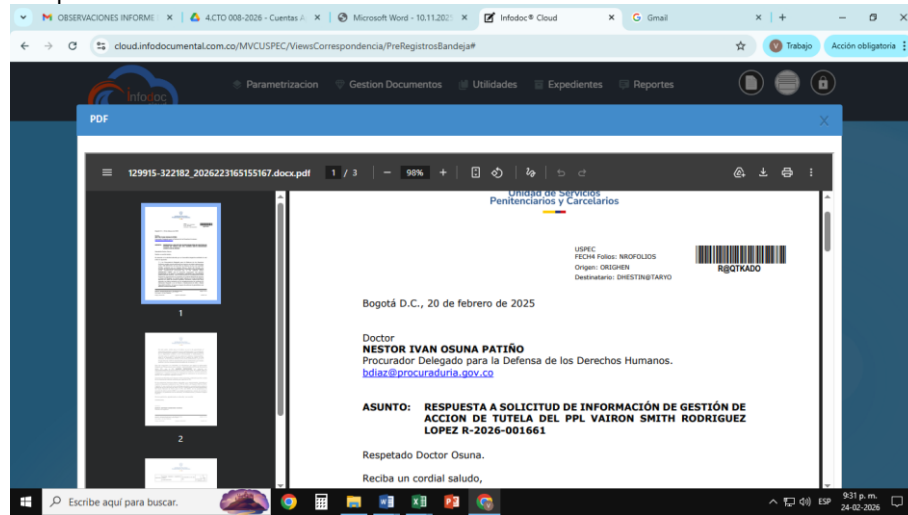 OBSERVACIONES INFORME
4.CTO 008-2026 - Cuentas A
Microsoft Word - 10.11.202
Infodoc® Cloud
Gmail
cloud.infodocumental.com.co/MVCUSPEC/ViewsCorrespondencia/PreRegistrosBandeja#
Trabajo
Acción obligatoria
infodoc
Parametrizacion
Gestion Documentos
Utilidades
Expedientes
Reportes
PDF
X
129915-322182_2026223165155167.docx.pdf
1 / 3
98%
Unidad de Servicios
Penitenciarios y Carcelarios
USPEC
FECH4 Folios: NROFOLIOS
Origen: ORIGHEN
Destinatario: DHESTIN@TARYO
R@QTKADO
Bogotá D.C., 20 de febrero de 2025
Doctor
NESTOR IVAN OSUNA PATIÑO
Procurador Delegado para la Defensa de los Derechos Humanos.
bdiaz@procuraduria.gov.co
ASUNTO: RESPUESTA A SOLICITUD DE INFORMACIÓN DE GESTIÓN DE
ACCION DE TUTELA DEL PPL VAIRON SMITH RODRIGUEZ
LOPEZ R-2026-001661
Respetado Doctor Osuna.
Reciba un cordial saludo,
1
2
Escribe aquí para buscar.
ESP
9:31 p. m.
24-02-2026